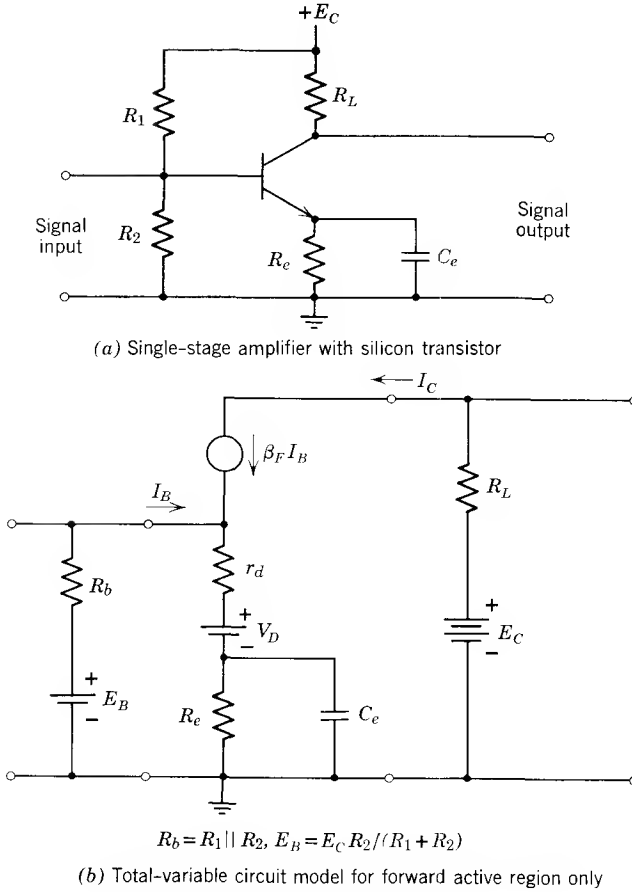 +E_C
R_1
R_L
Signal input
R_2
R_e
C_e
Signal output
(a) Single-stage amplifier with silicon transistor
I_C
β_F I_B
I_B
R_L
R_b
r_d
+
V_D
−
+
E_C
−
+
E_B
−
R_e
C_e
R_b = R_1 || R_2, E_B = E_C R_2/(R_1 + R_2)
(b) Total-variable circuit model for forward active region only